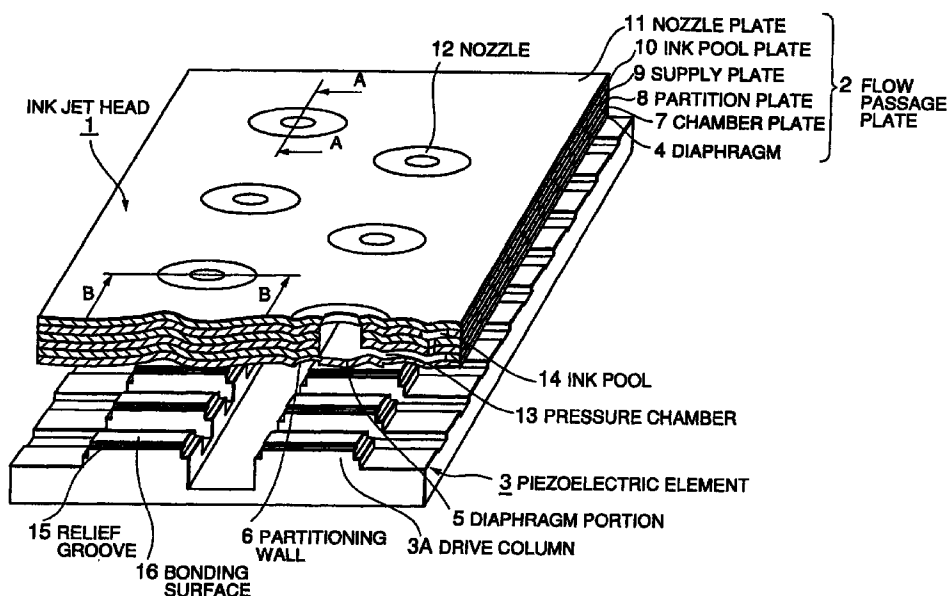 11 NOZZLE PLATE
10 INK POOL PLATE
9 SUPPLY PLATE
8 PARTITION PLATE
7 CHAMBER PLATE
4 DIAPHRAGM
2 FLOW
PASSAGE
PLATE
12 NOZZLE
INK JET HEAD
1
A
A
B
B
14 INK POOL
13 PRESSURE CHAMBER
3 PIEZOELECTRIC ELEMENT
5 DIAPHRAGM PORTION
3A DRIVE COLUMN
6 PARTITIONING
WALL
15 RELIEF
GROOVE
16 BONDING
SURFACE